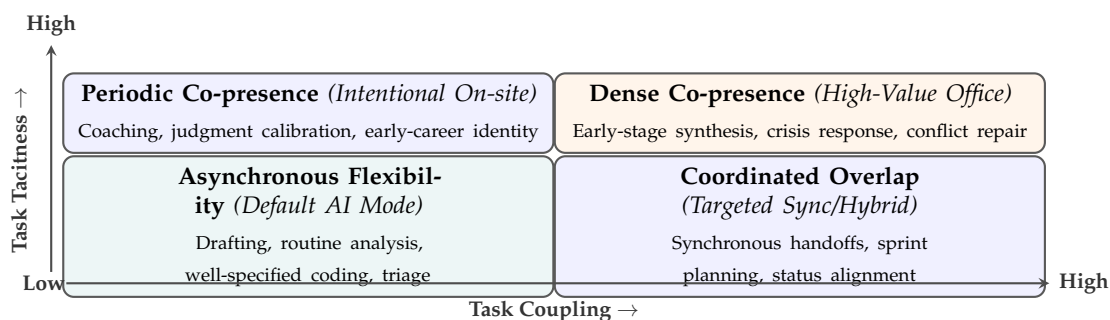 High
Task Tacitness →
Periodic Co-presence (Intentional On-site)
Coaching, judgment calibration, early-career identity
Dense Co-presence (High-Value Office)
Early-stage synthesis, crisis response, conflict repair
Asynchronous Flexibil-
ity (Default AI Mode)
Drafting, routine analysis,
well-specified coding, triage
Coordinated Overlap
(Targeted Sync/Hybrid)
Synchronous handoffs, sprint
planning, status alignment
Low
High
Task Coupling →